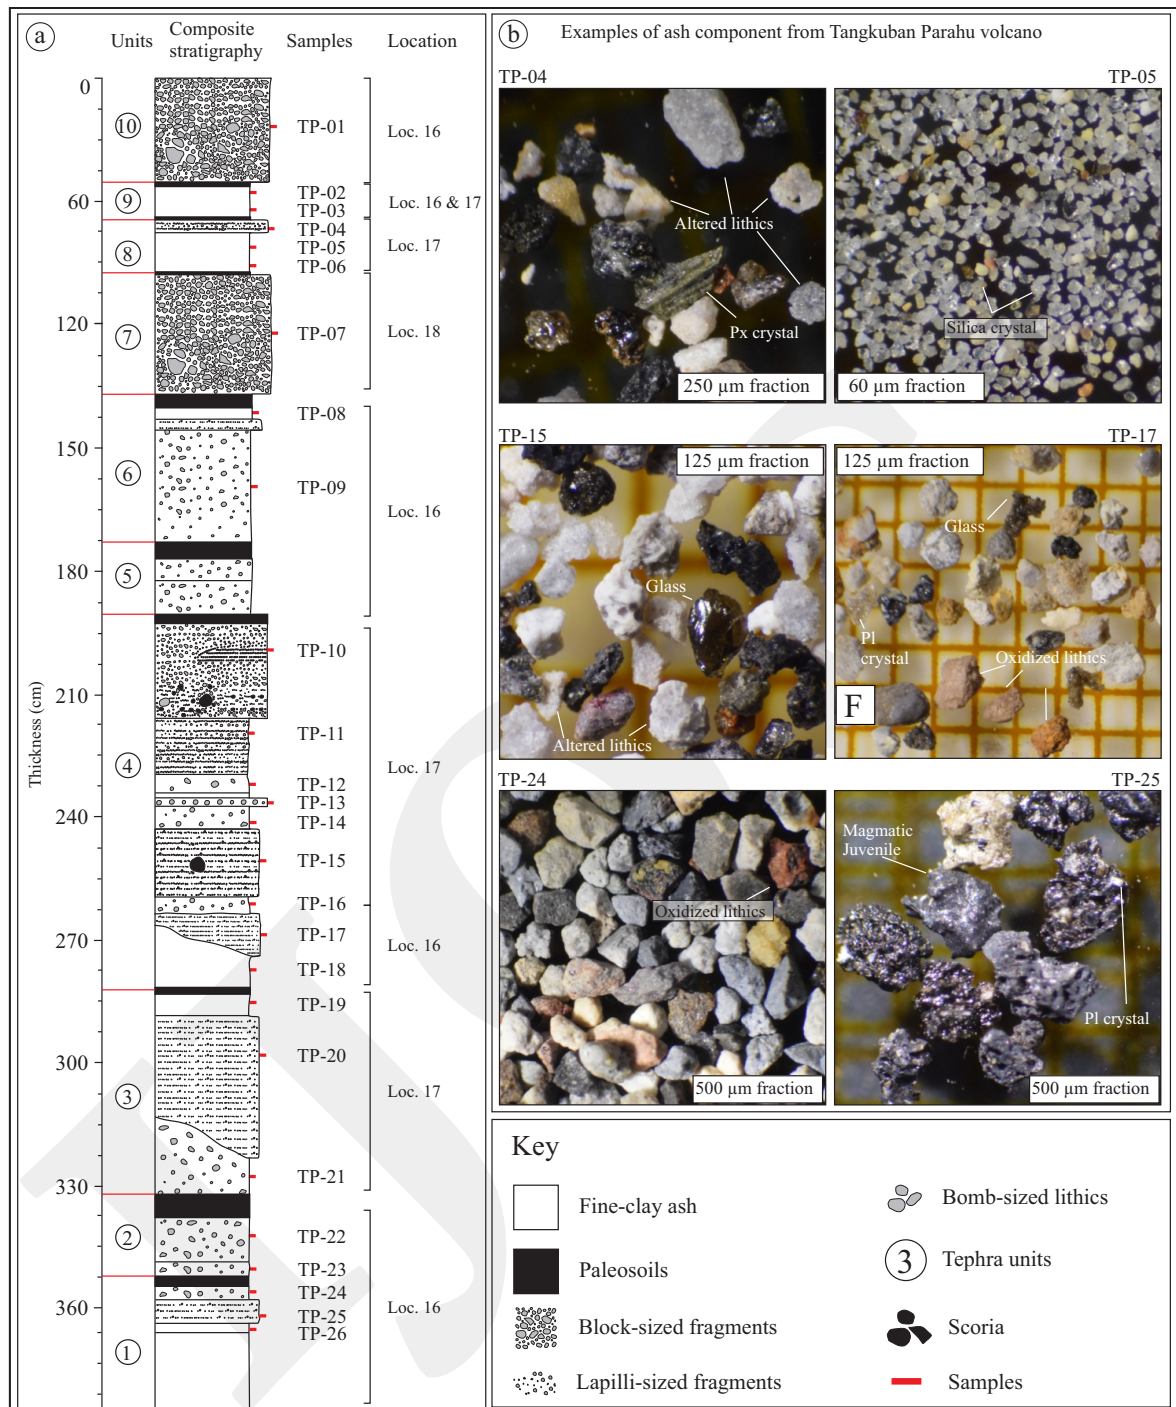 a
Units
Composite
stratigraphy
Samples
Location
0
60
120
150
180
210
240
270
300
330
360
Thickness (cm)
10
9
8
7
6
5
4
3
2
1
TP-01
TP-02
TP-03
TP-04
TP-05
TP-06
TP-07
TP-08
TP-09
TP-10
TP-11
TP-12
TP-13
TP-14
TP-15
TP-16
TP-17
TP-18
TP-19
TP-20
TP-21
TP-22
TP-23
TP-24
TP-25
TP-26
Loc. 16
Loc. 16 & 17
Loc. 17
Loc. 18
Loc. 16
Loc. 17
Loc. 16
Loc. 17
Loc. 16
b
Examples of ash component from Tangkuban Parahu volcano
TP-04
Altered lithics
Px crystal
250 µm fraction
TP-05
Silica crystal
60 µm fraction
TP-15
125 µm fraction
Glass
Altered lithics
TP-17
125 µm fraction
Glass
Pl
crystal
Oxidized lithics
F
TP-24
Oxidized lithics
500 µm fraction
TP-25
Magmatic
Juvenile
Pl crystal
500 µm fraction
Key
Fine-clay ash
Paleosoils
Block-sized fragments
Lapilli-sized fragments
Bomb-sized lithics
3
Tephra units
Scoria
Samples